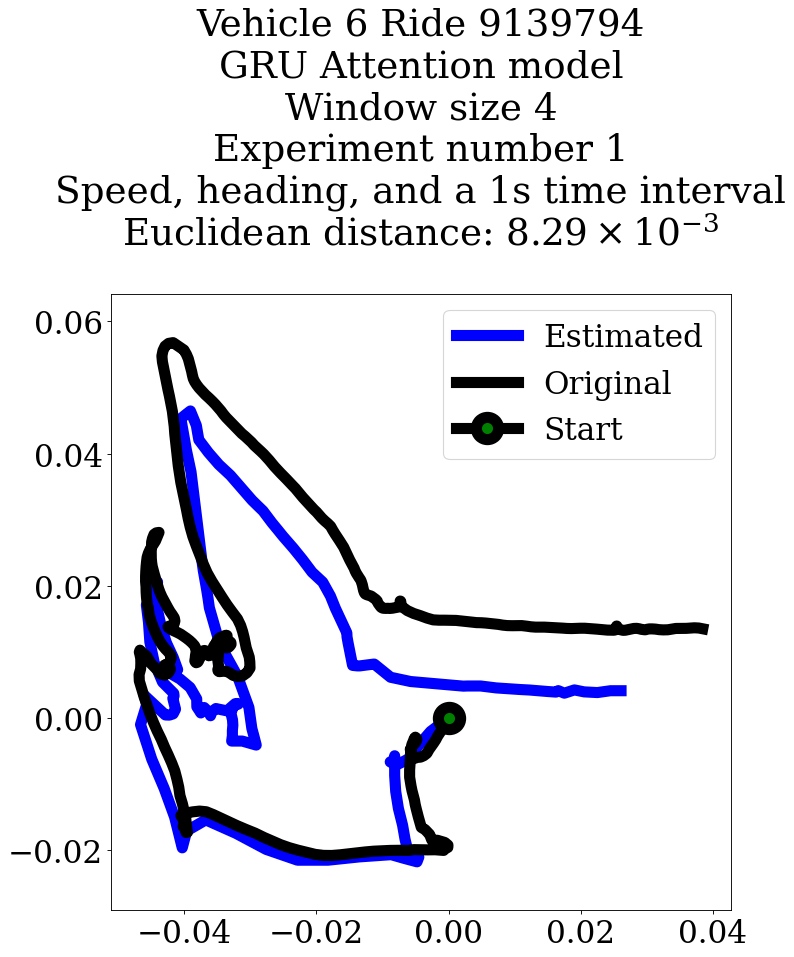 Vehicle 6 Ride 9139794
GRU Attention model
Window size 4
Experiment number 1
Speed, heading, and a 1s time interval
Euclidean distance: 8.29 × 10⁻³
Estimated
Original
Start
0.06
0.04
0.02
0.00
−0.02
−0.04
−0.02
0.00
0.02
0.04